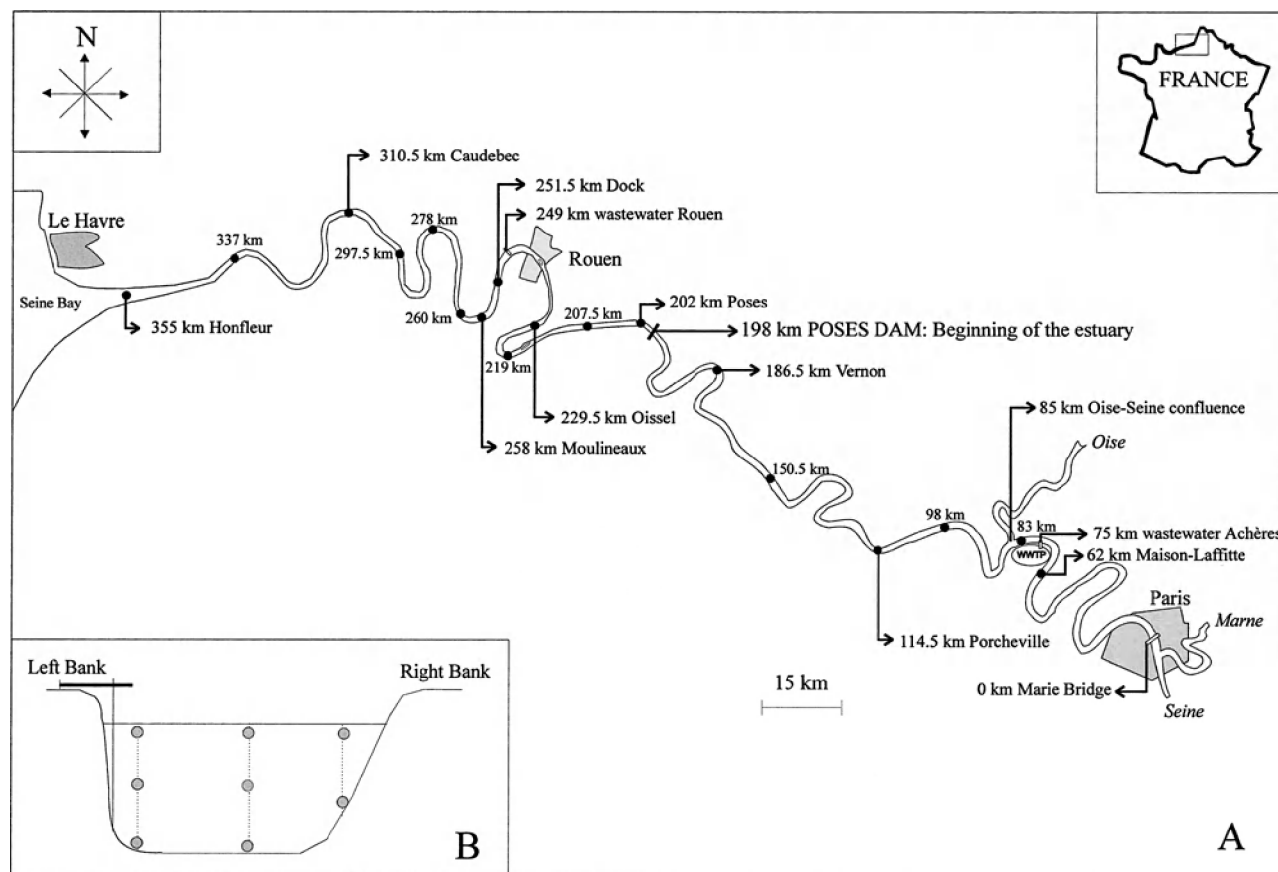 N
FRANCE
310.5 km Caudebec
251.5 km Dock
249 km wastewater Rouen
Le Havre
337 km
278 km
297.5 km
Rouen
Seine Bay
355 km Honfleur
260 km
207.5 km
202 km Poses
198 km POSES DAM: Beginning of the estuary
219 km
186.5 km Vernon
229.5 km Oissel
258 km Moulineaux
85 km Oise-Seine confluence
Oise
150.5 km
98 km
83 km
75 km wastewater Achères
WWTP
62 km Maison-Laffitte
Paris
Marne
114.5 km Porcheville
15 km
0 km Marie Bridge
Seine
Left Bank
Right Bank
B
A